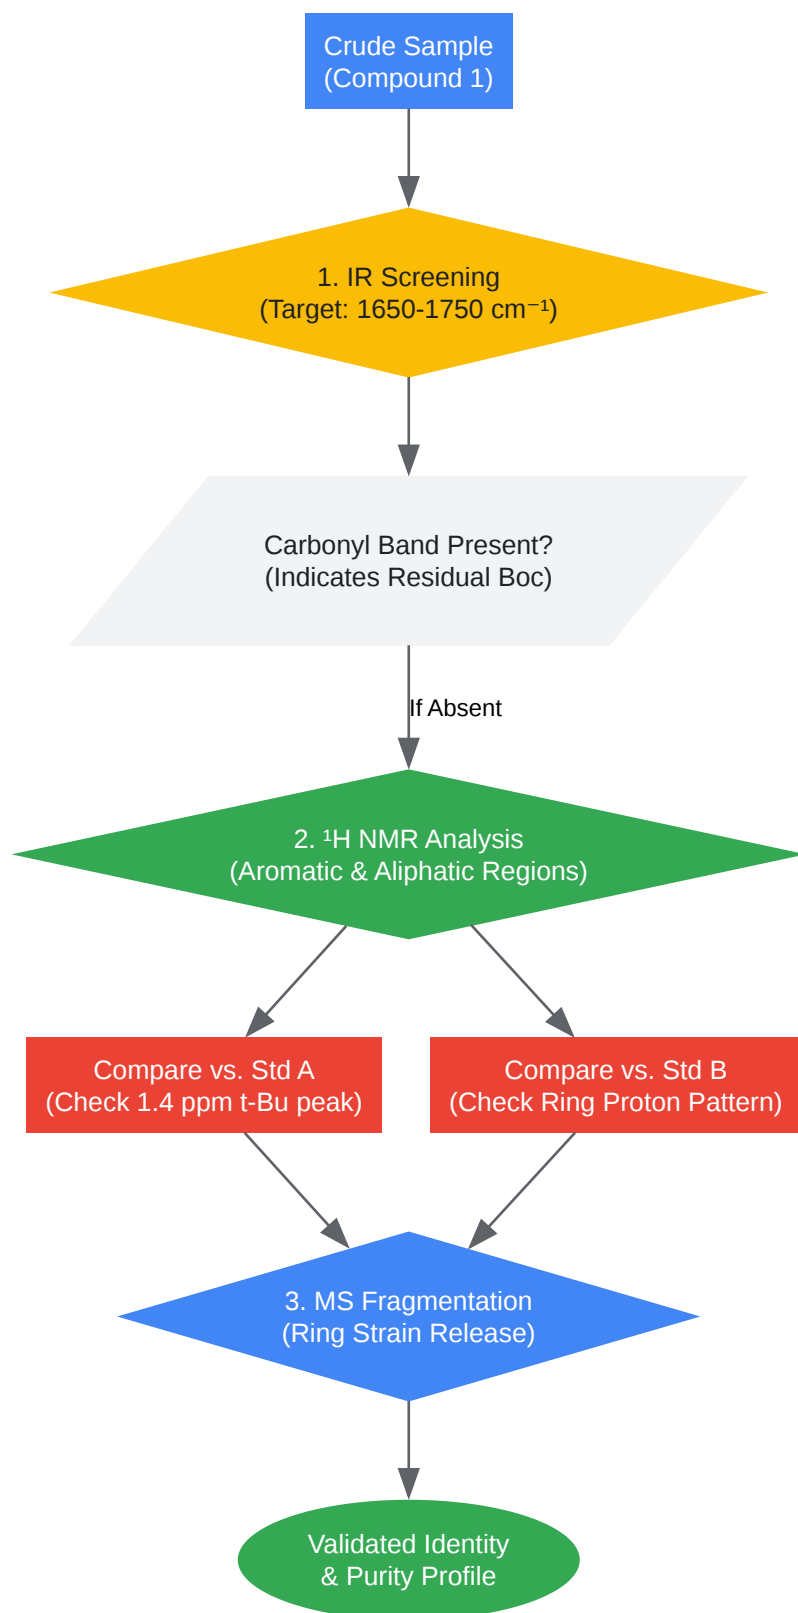 Crude Sample
(Compound 1)
1. IR Screening
(Target: 1650-1750 cm⁻¹)
Carbonyl Band Present?
(Indicates Residual Boc)
If Absent
2. ¹H NMR Analysis
(Aromatic & Aliphatic Regions)
Compare vs. Std A
(Check 1.4 ppm t-Bu peak)
Compare vs. Std B
(Check Ring Proton Pattern)
3. MS Fragmentation
(Ring Strain Release)
Validated Identity
& Purity Profile